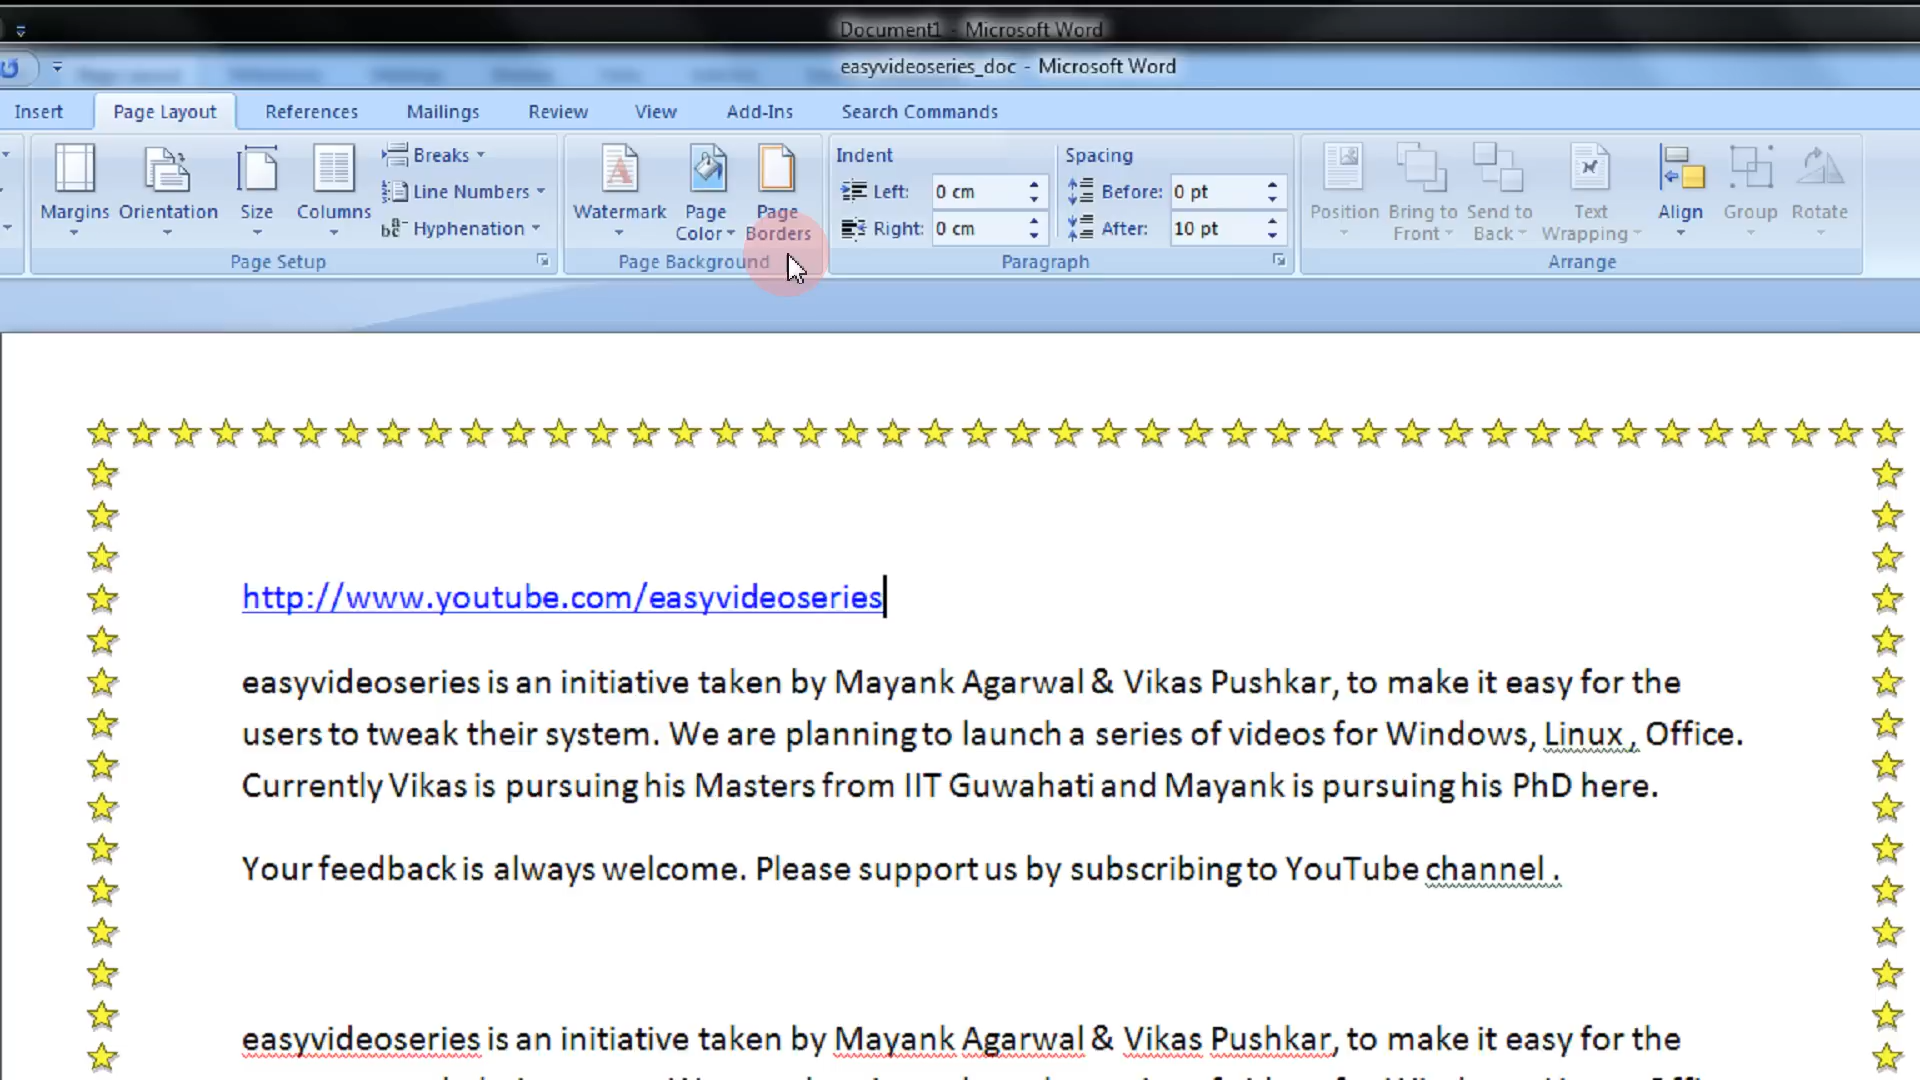 Document1 - Microsoft Word
easyvideoseries_doc - Microsoft Word
Insert Page Layout References Mailings Review View Add-Ins Search Commands
Margins Orientation Size Columns Breaks Line Numbers Hyphenation
Page Setup
Watermark Page Color Page Borders
Page Background
Indent Spacing
Left: 0 cm Before: 0 pt
Right: 0 cm After: 10 pt
Paragraph
Position Bring to Front Send to Back Text Wrapping Align Group Rotate
Arrange
http://www.youtube.com/easyvideoseries
easyvideoseries is an initiative taken by Mayank Agarwal & Vikas Pushkar, to make it easy for the
users to tweak their system. We are planning to launch a series of videos for Windows, Linux , Office.
Currently Vikas is pursuing his Masters from IIT Guwahati and Mayank is pursuing his PhD here.
Your feedback is always welcome. Please support us by subscribing to YouTube channel .
easyvideoseries is an initiative taken by Mayank Agarwal & Vikas Pushkar, to make it easy for the